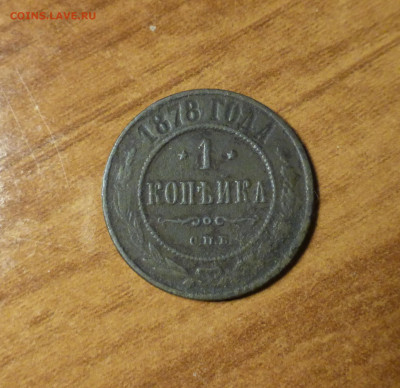 COINS.LAVE.RU
1878 ГОДА
1
КОПѢЙКА
С.П.Б.